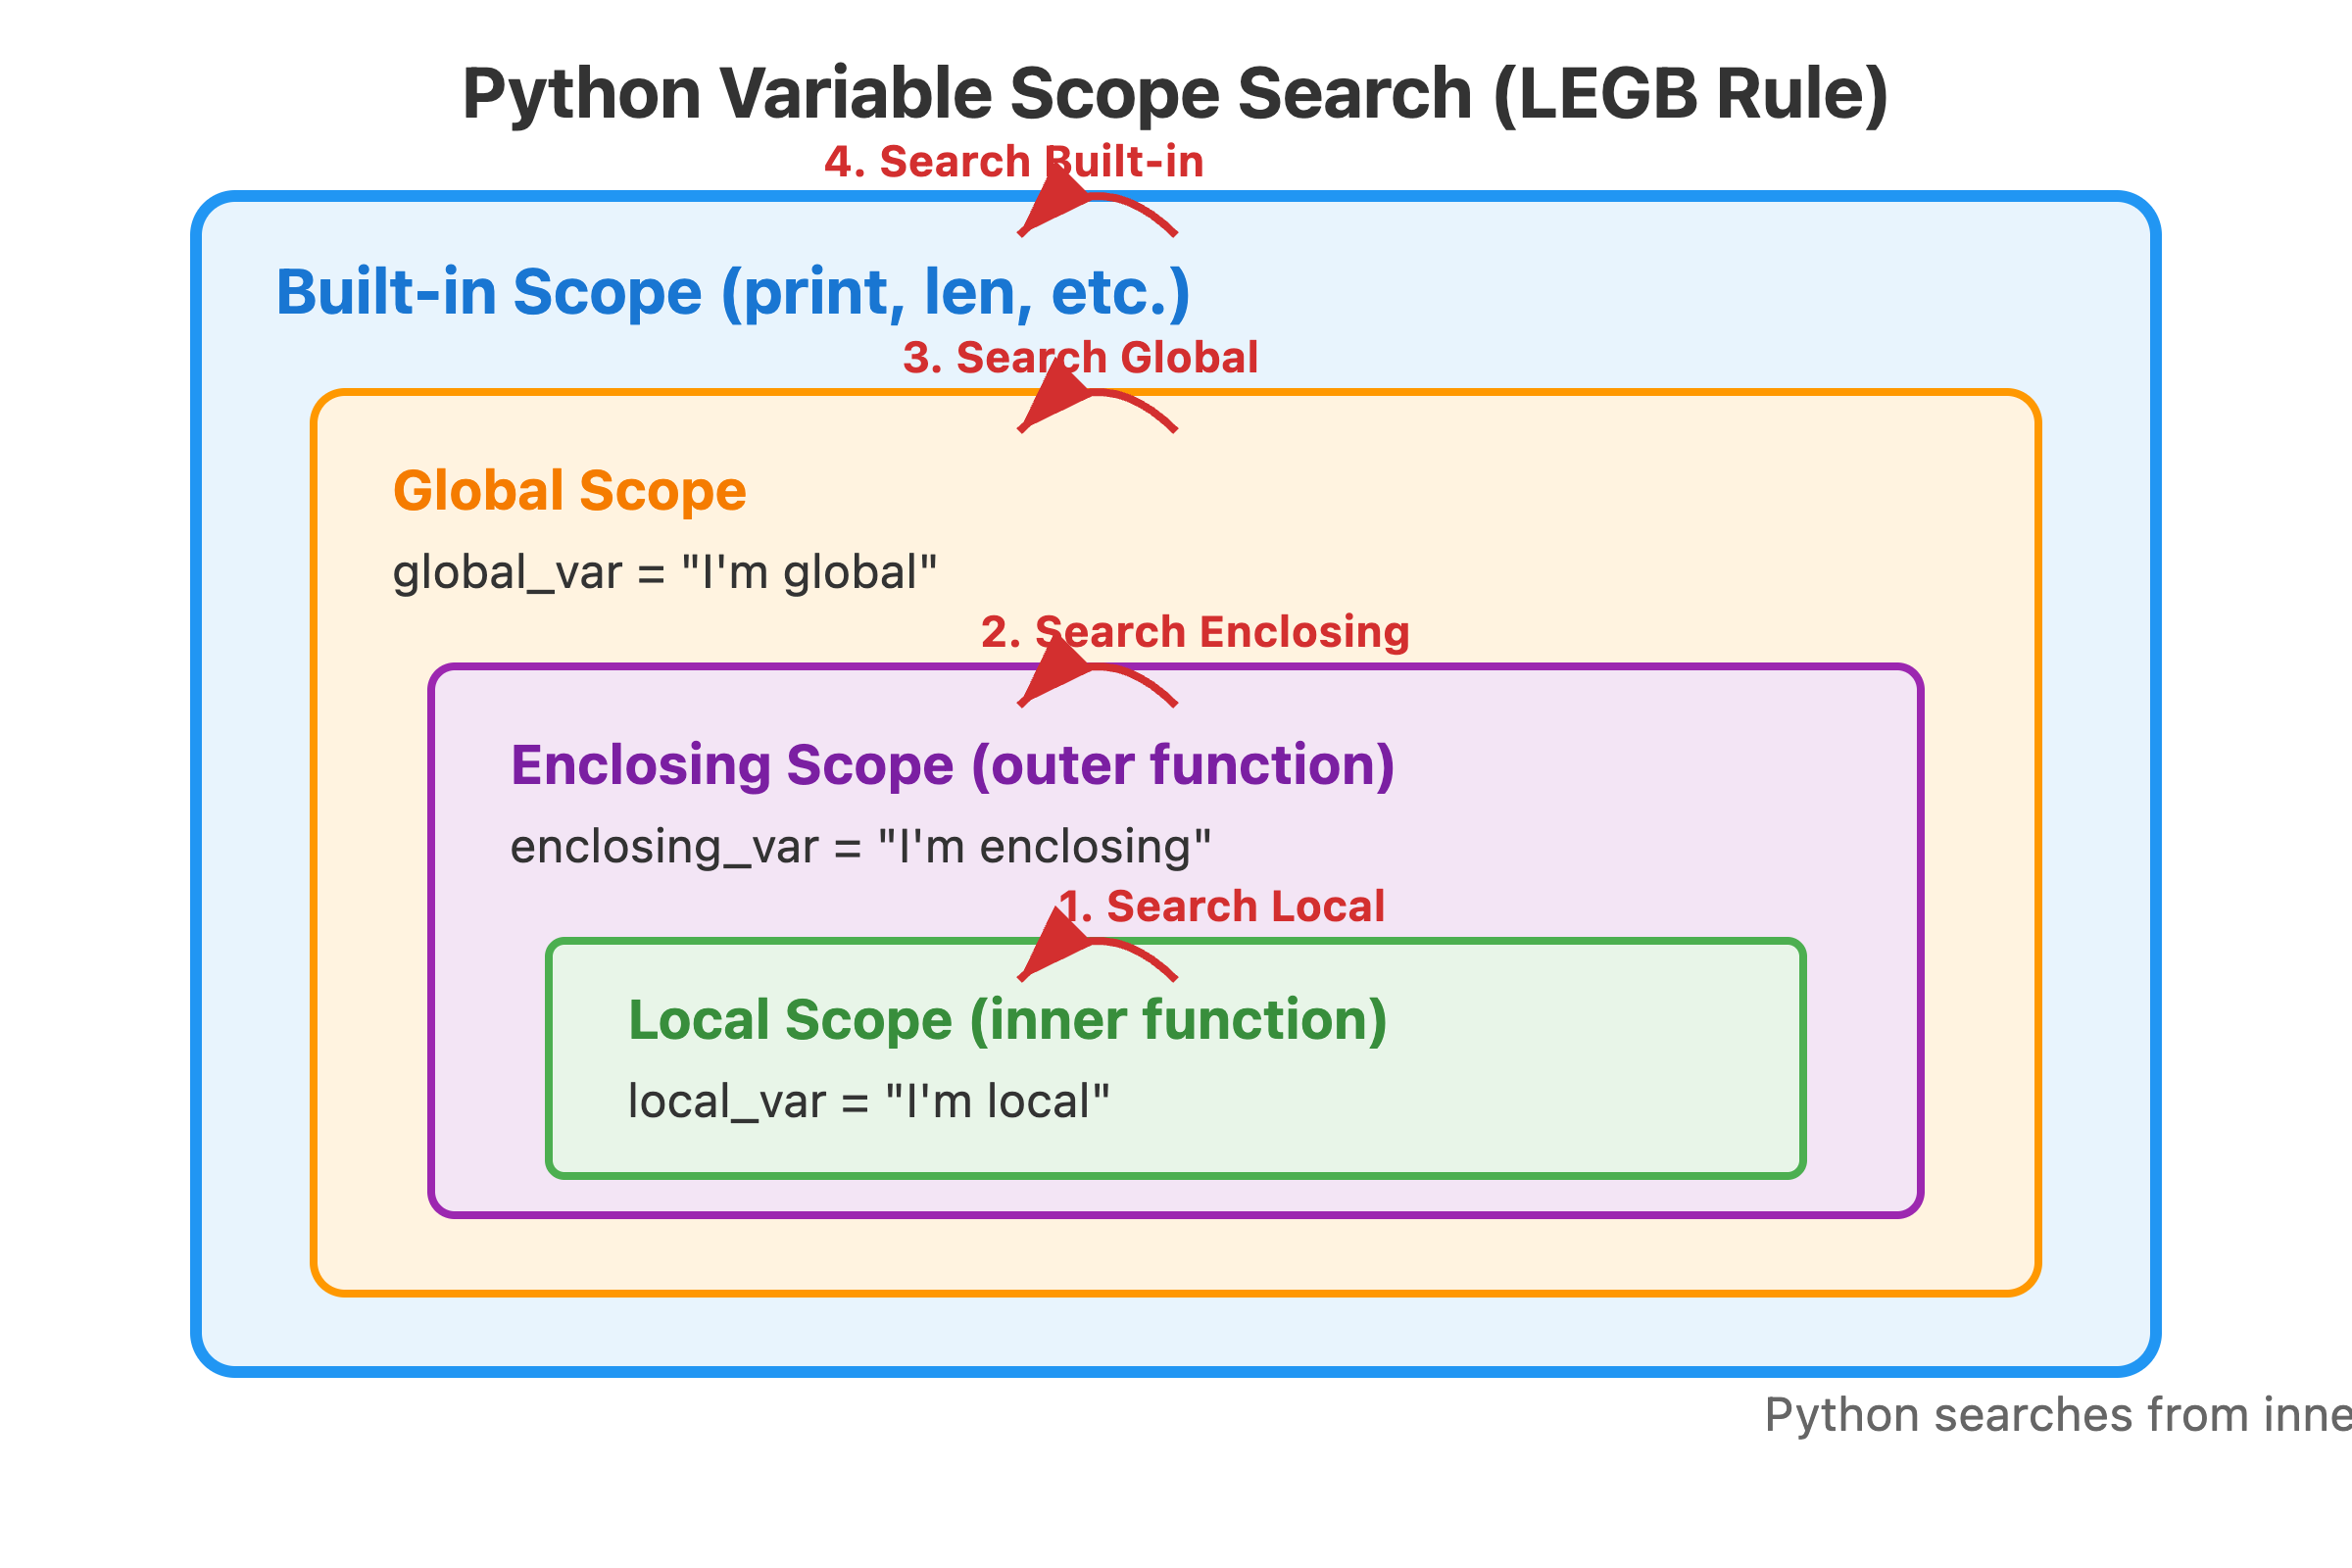 Python Variable Scope Search (LEGB Rule)
4. Search Built-in
Built-in Scope (print, len, etc.)
3. Search Global
Global Scope
global_var = "I'm global"
2. Search Enclosing
Enclosing Scope (outer function)
enclosing_var = "I'm enclosing"
1. Search Local
Local Scope (inner function)
local_var = "I'm local"
Python searches from